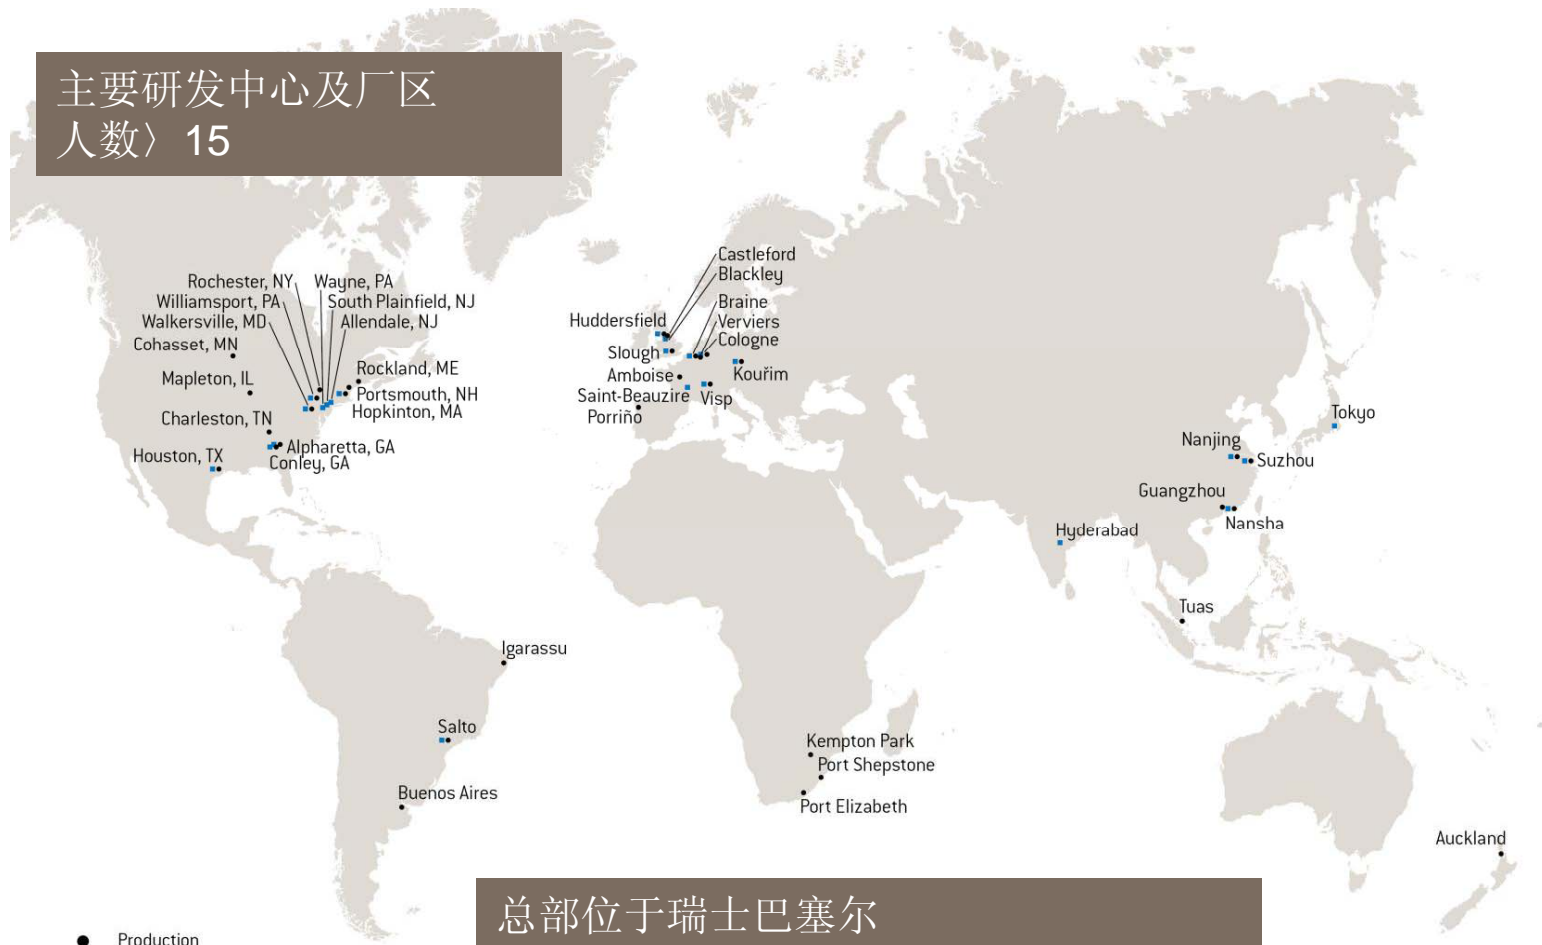 主要研发中心及厂区
人数〉15
Castleford
Blackley
Rochester, NY
Wayne, PA
Williamsport, PA
South Plainfield, NJ
Braine
Walkersville, MD
Allendale, NJ
Huddersfield
Verviers
Cologne
Cohasset, MN
Slough
Rockland, ME
Mapleton, IL
Amboise
Kouřim
Portsmouth, NH
Saint-Beauzire
Visp
Hopkinton, MA
Porriño
Charleston, TN
Tokyo
Alpharetta, GA
Nanjing
Houston, TX
Conley, GA
Suzhou
Guangzhou
Nansha
Hyderabad
Tuas
Igarassu
Salto
Kempton Park
Port Shepstone
Buenos Aires
Port Elizabeth
Auckland
总部位于瑞士巴塞尔
Production